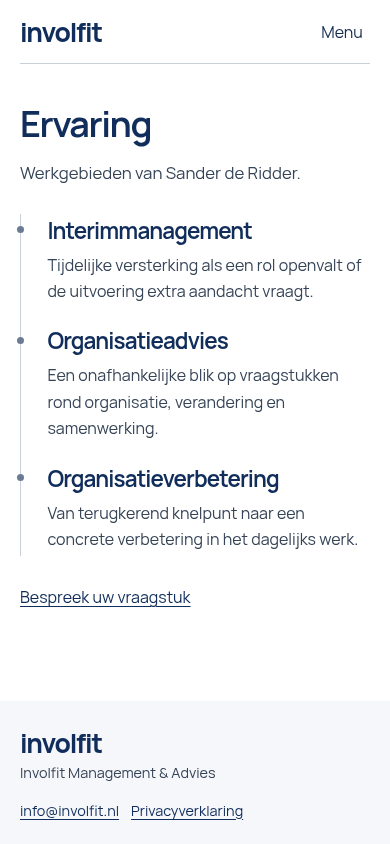 involfit
Menu
Ervaring
Werkgebieden van Sander de Ridder.
Interimmanagement
Tijdelijke versterking als een rol openvalt of
de uitvoering extra aandacht vraagt.
Organisatieadvies
Een onafhankelijke blik op vraagstukken
rond organisatie, verandering en
samenwerking.
Organisatieverbetering
Van terugkerend knelpunt naar een
concrete verbetering in het dagelijks werk.
Bespreek uw vraagstuk
involfit
Involfit Management & Advies
info@involfit.nl Privacyverklaring